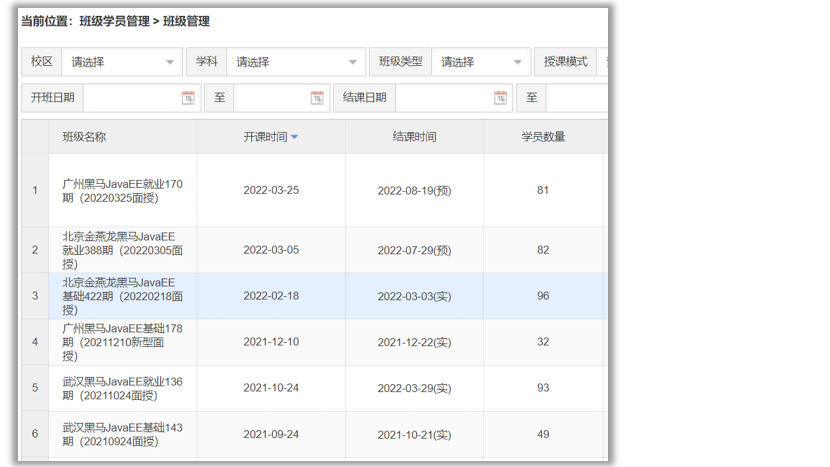 当前位置：班级学员管理 > 班级管理
校区 请选择 学科 请选择 班级类型 请选择 授课模式
开班日期 至 结课日期 至
班级名称 开课时间 结课时间 学员数量
1 广州黑马JavaEE就业170期（20220325面授） 2022-03-25 2022-08-19(预) 81
2 北京金燕龙黑马JavaEE就业388期（20220305面授） 2022-03-05 2022-07-29(预) 82
3 北京金燕龙黑马JavaEE基础422期（20220218面授） 2022-02-18 2022-03-03(实) 96
4 广州黑马JavaEE基础178期（20211210新型面授） 2021-12-10 2021-12-22(实) 32
5 武汉黑马JavaEE就业136期（20211024面授） 2021-10-24 2022-03-29(实) 93
6 武汉黑马JavaEE基础143期（20210924面授） 2021-09-24 2021-10-21(实) 49